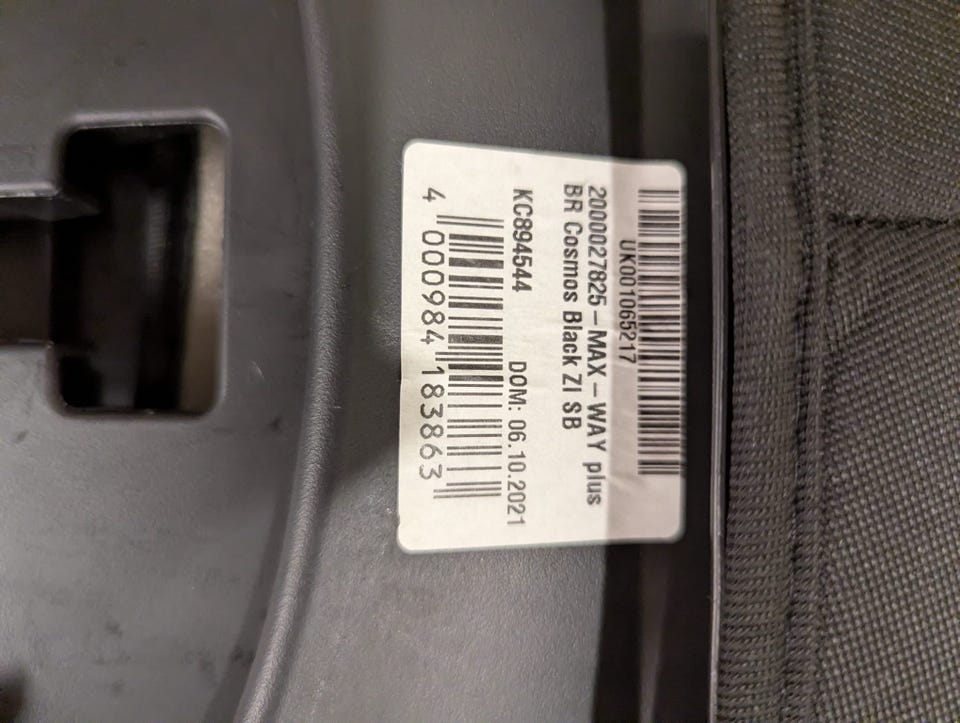 UK001065217
2000027825-MAX-WAY plus
BR Cosmos Black ZI SB
KC894544 DOM: 06.10.2021
4 000984 183863